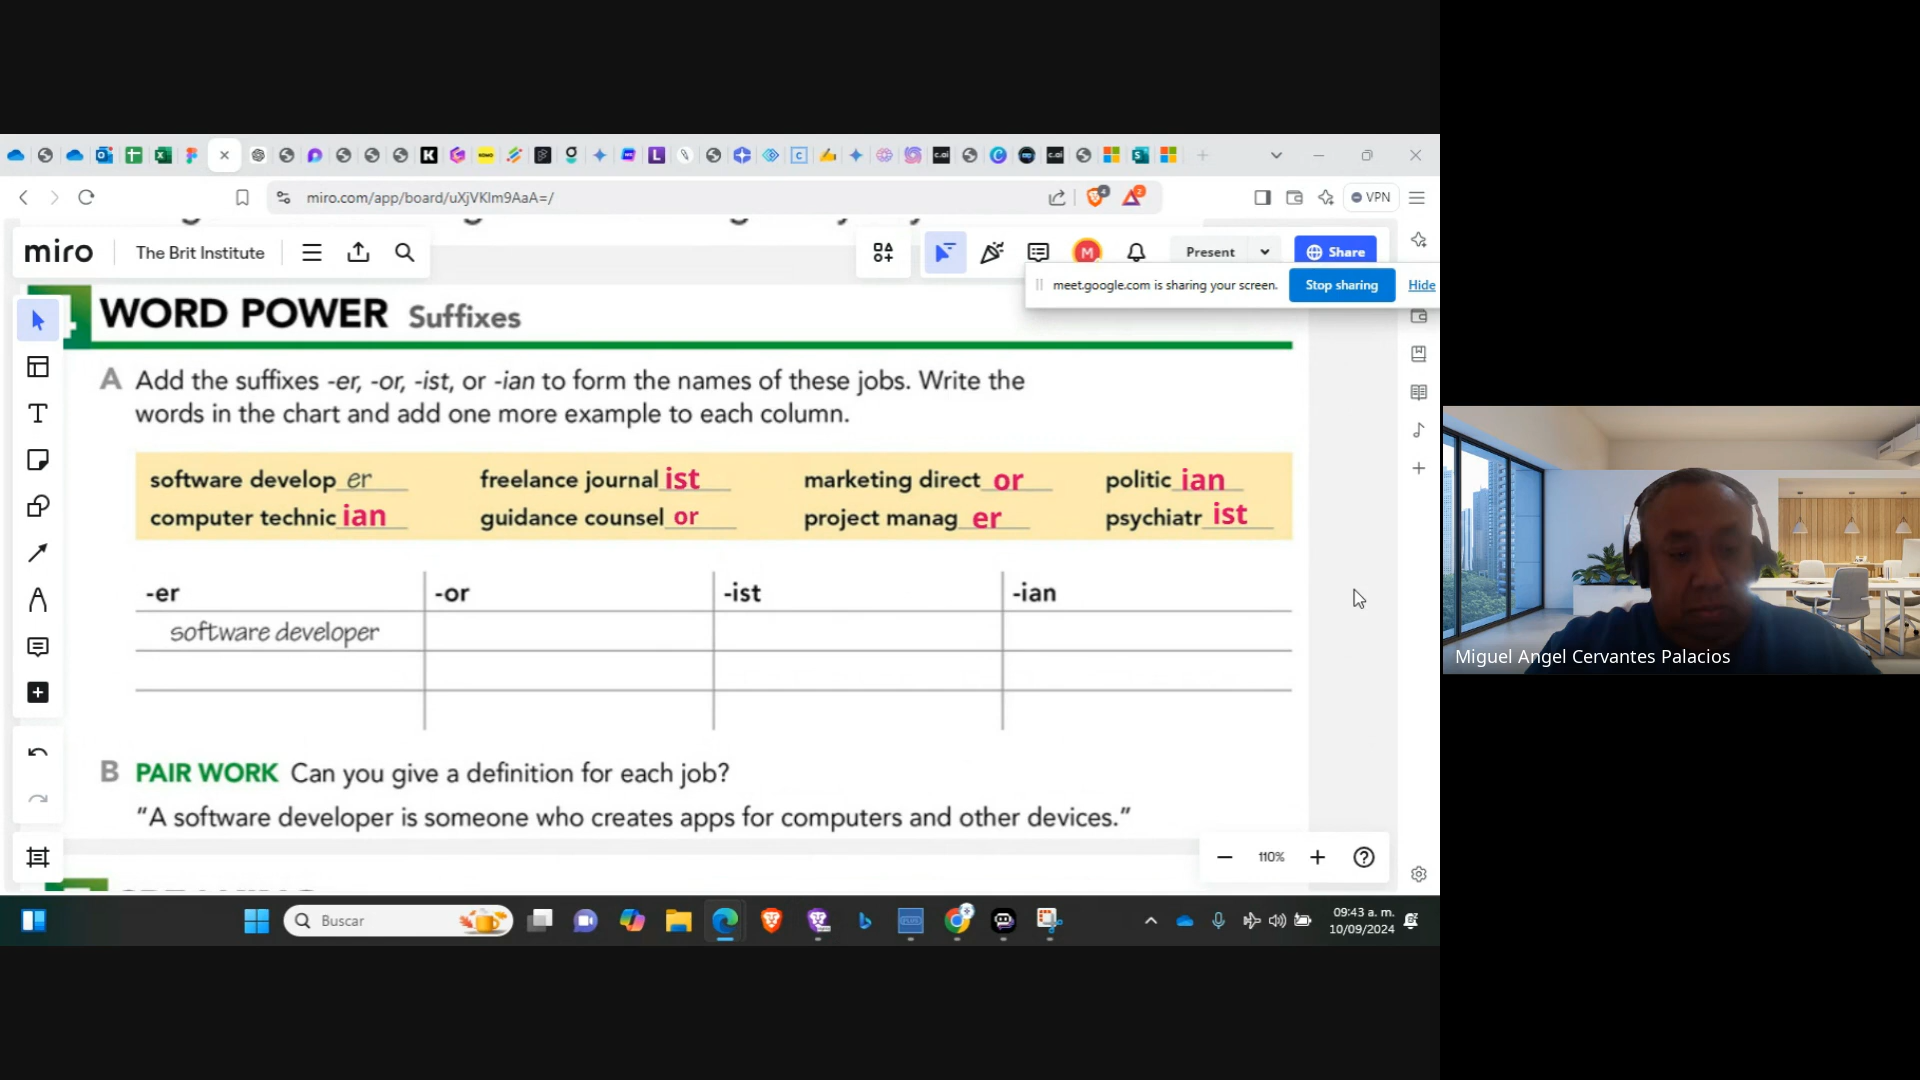 miro.com/app/board/uXjVKlm9AaA=/
VPN
miro
The Brit Institute
M
Present
Share
meet.google.com is sharing your screen.
Stop sharing
Hide
WORD POWER Suffixes
A Add the suffixes -er, -or, -ist, or -ian to form the names of these jobs. Write the
words in the chart and add one more example to each column.
software develop er freelance journal ist marketing direct or politic ian
computer technic ian guidance counsel or project manag er psychiatr ist
-er -or -ist -ian
software developer
B PAIR WORK Can you give a definition for each job?
“A software developer is someone who creates apps for computers and other devices.”
110%
Buscar
09:43 a. m.
10/09/2024
Miguel Angel Cervantes Palacios